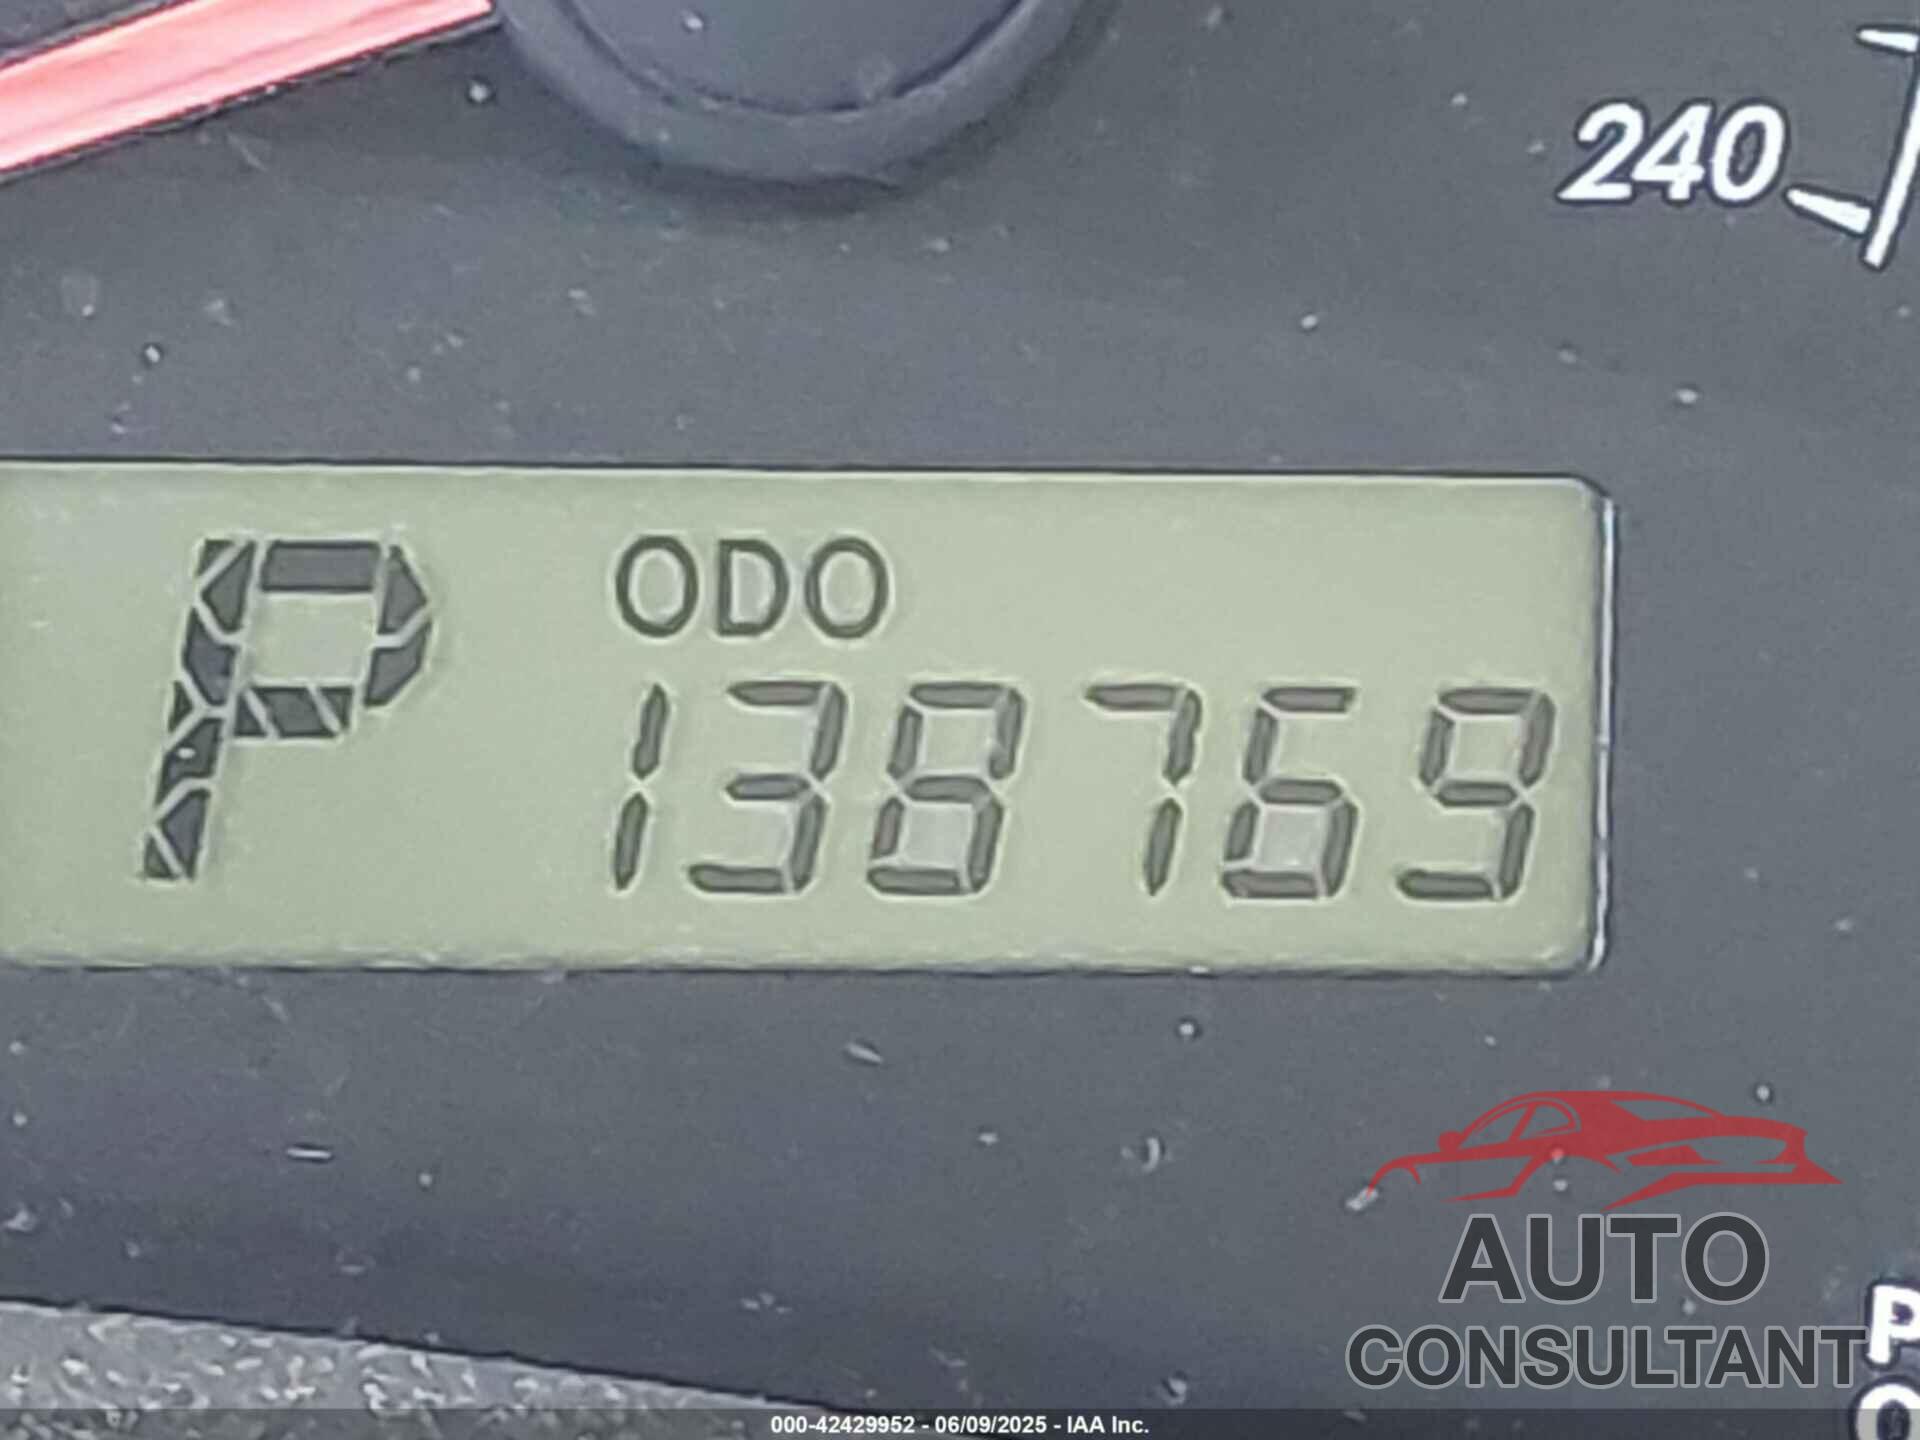 240
P
ODO
138769
AUTO
CONSULTANT
P
O
000-42429952 - 06/09/2025 - IAA Inc.